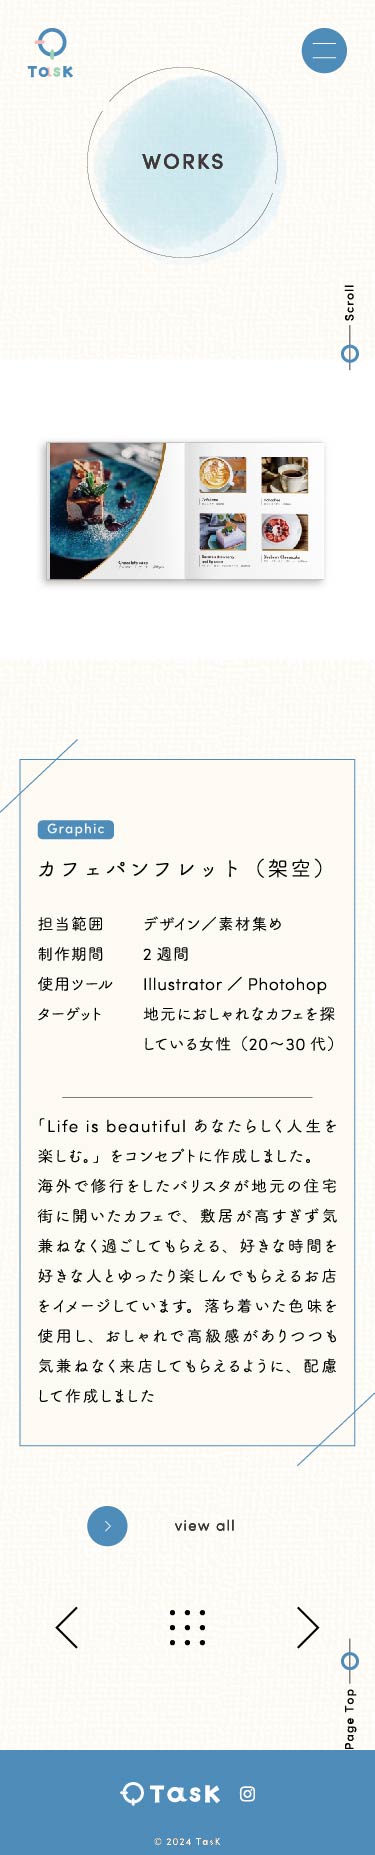 TasK
WORKS
Scroll
Graphic
カフェパンフレット（架空）
担当範囲 デザイン／素材集め
制作期間 2 週間
使用ツール Illustrator ／ Photohop
ターゲット 地元におしゃれなカフェを探
している女性（20〜30 代）
「Life is beautiful あなたらしく人生を
楽しむ。」をコンセプトに作成しました。
海外で修行をしたバリスタが地元の住宅
街に開いたカフェで、敷居が高すぎず気
兼ねなく過ごしてもらえる、好きな時間を
好きな人とゆったり楽しんでもらえるお店
をイメージしています。落ち着いた色味を
使用し、おしゃれで高級感がありつつも
気兼ねなく来店してもらえるように、配慮
して作成しました
view all
Page Top
TasK
© 2024 TasK